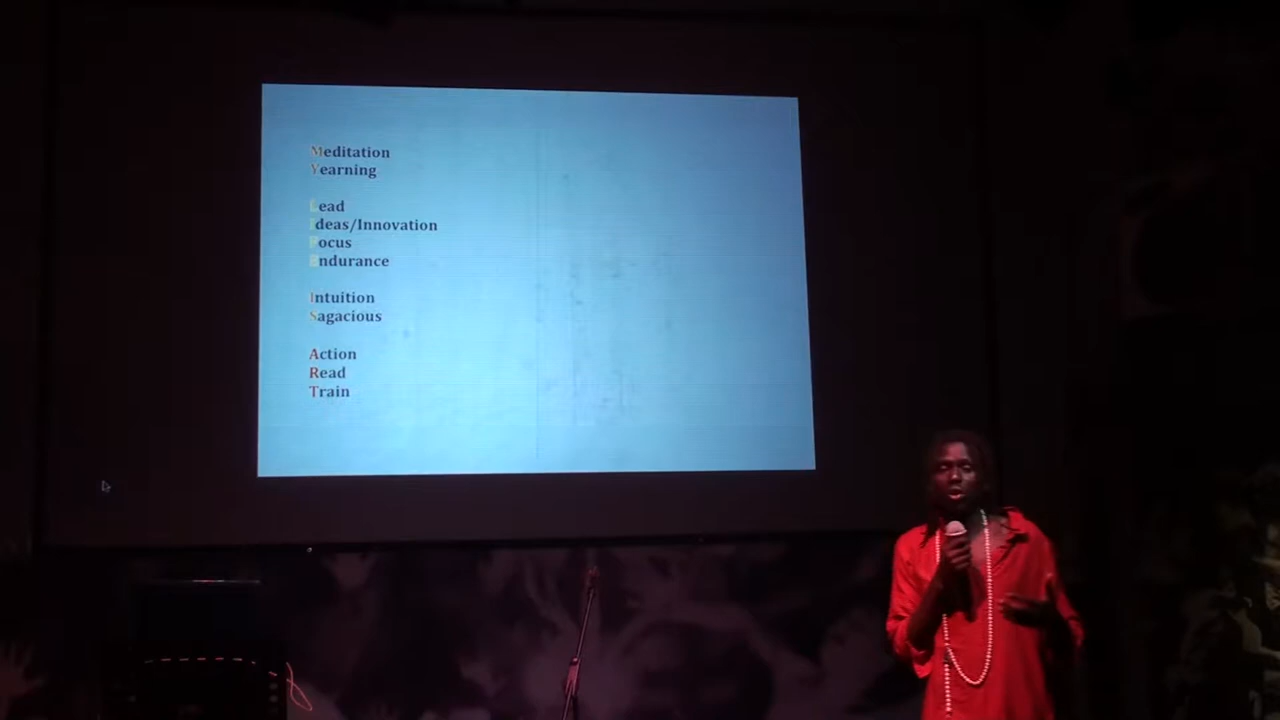 Meditation
Yearning
Lead
Ideas/Innovation
Focus
Endurance
Intuition
Sagacious
Action
Read
Train